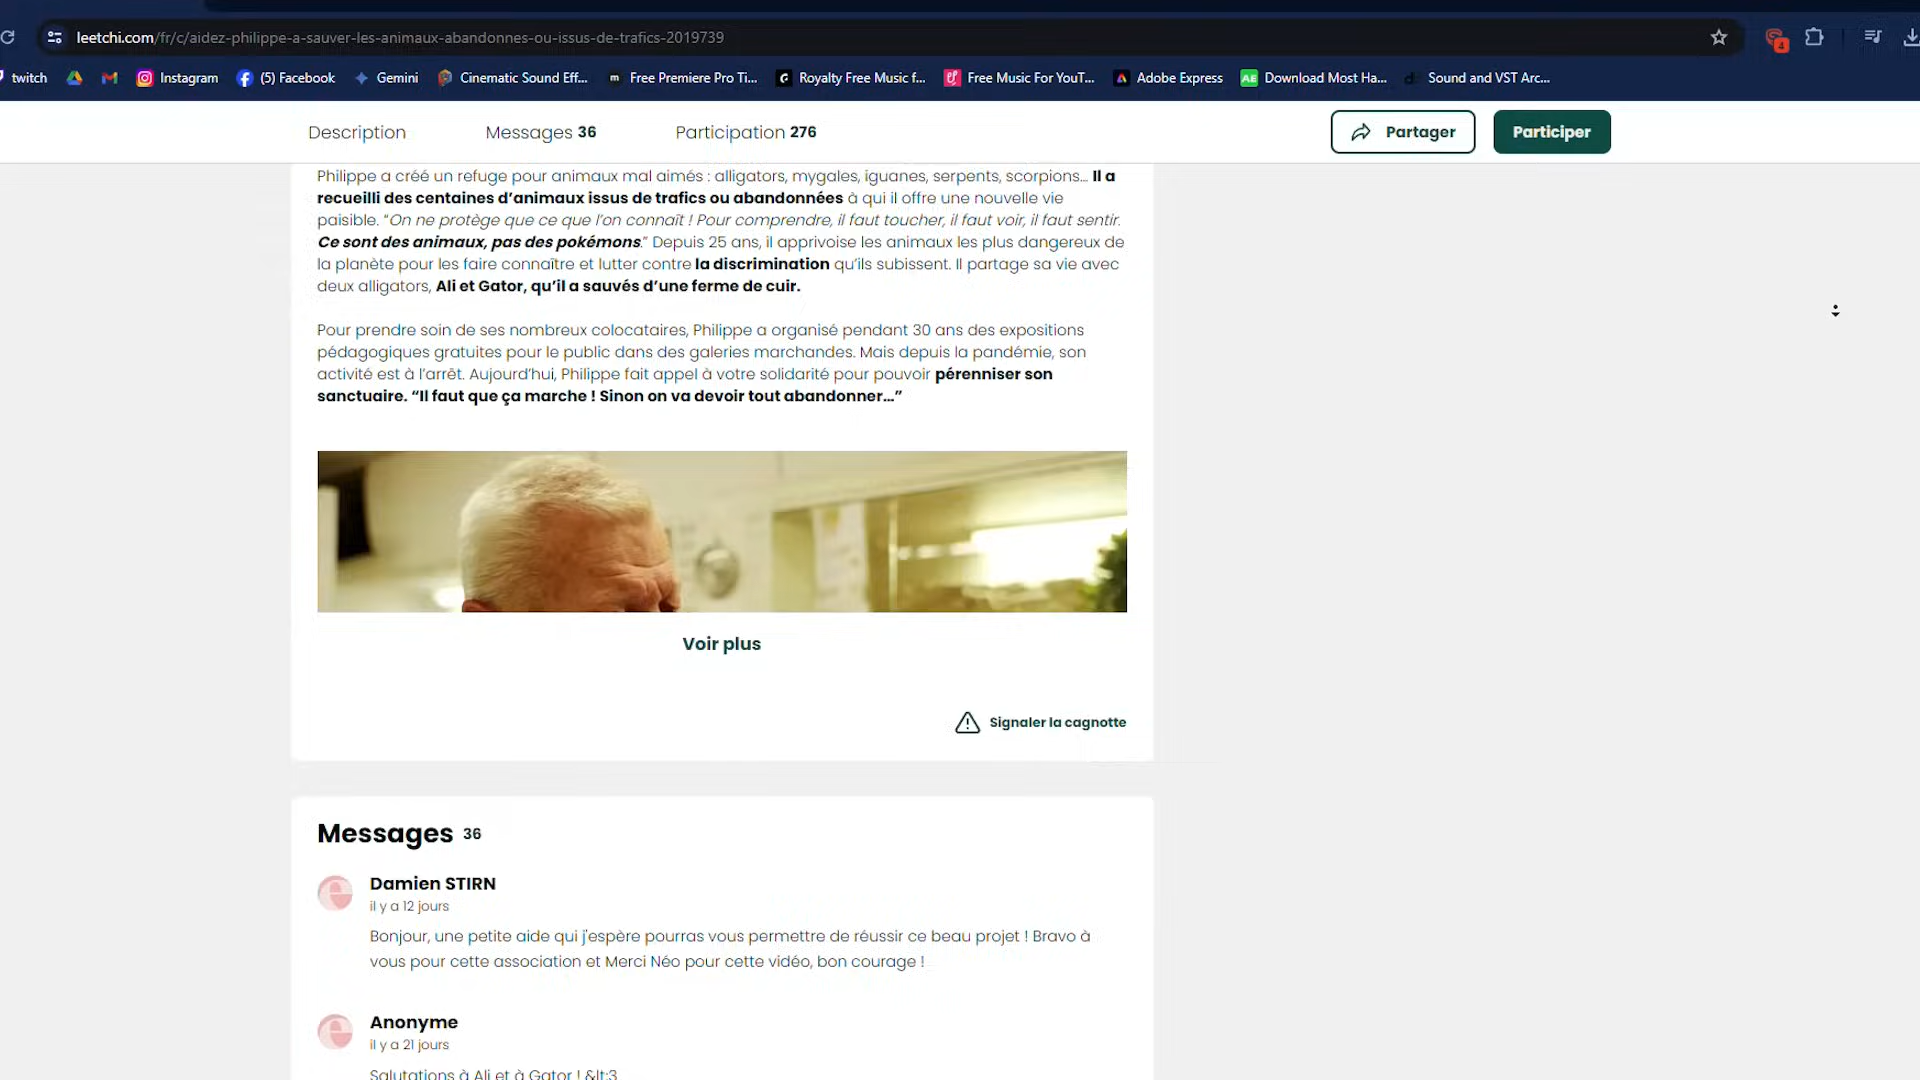 leetchi.com/fr/c/aidez-philippe-a-sauver-les-animaux-abandonnes-ou-issus-de-trafics-2019739
4
twitch
Instagram
(5) Facebook
Gemini
Cinematic Sound Eff...
Free Premiere Pro Ti...
Royalty Free Music f...
Free Music For YouT...
Adobe Express
AE
Download Most Ha...
Sound and VST Arc...
Description
Messages 36
Participation 276
Partager
Participer
Philippe a créé un refuge pour animaux mal aimés : alligators, mygales, iguanes, serpents, scorpions… Il a
recueilli des centaines d’animaux issus de trafics ou abandonnées à qui il offre une nouvelle vie
paisible. “On ne protège que ce que l’on connaît ! Pour comprendre, il faut toucher, il faut voir, il faut sentir.
Ce sont des animaux, pas des pokémons.” Depuis 25 ans, il apprivoise les animaux les plus dangereux de
la planète pour les faire connaître et lutter contre la discrimination qu’ils subissent. Il partage sa vie avec
deux alligators, Ali et Gator, qu’il a sauvés d’une ferme de cuir.
Pour prendre soin de ses nombreux colocataires, Philippe a organisé pendant 30 ans des expositions
pédagogiques gratuites pour le public dans des galeries marchandes. Mais depuis la pandémie, son
activité est à l’arrêt. Aujourd’hui, Philippe fait appel à votre solidarité pour pouvoir pérenniser son
sanctuaire. “Il faut que ça marche ! Sinon on va devoir tout abandonner…”
Voir plus
Signaler la cagnotte
Messages 36
Damien STIRN
il y a 12 jours
Bonjour, une petite aide qui j'espère pourras vous permettre de réussir ce beau projet ! Bravo à
vous pour cette association et Merci Néo pour cette vidéo, bon courage !
Anonyme
il y a 21 jours
Salutations à Ali et à Gator ! &lt;3